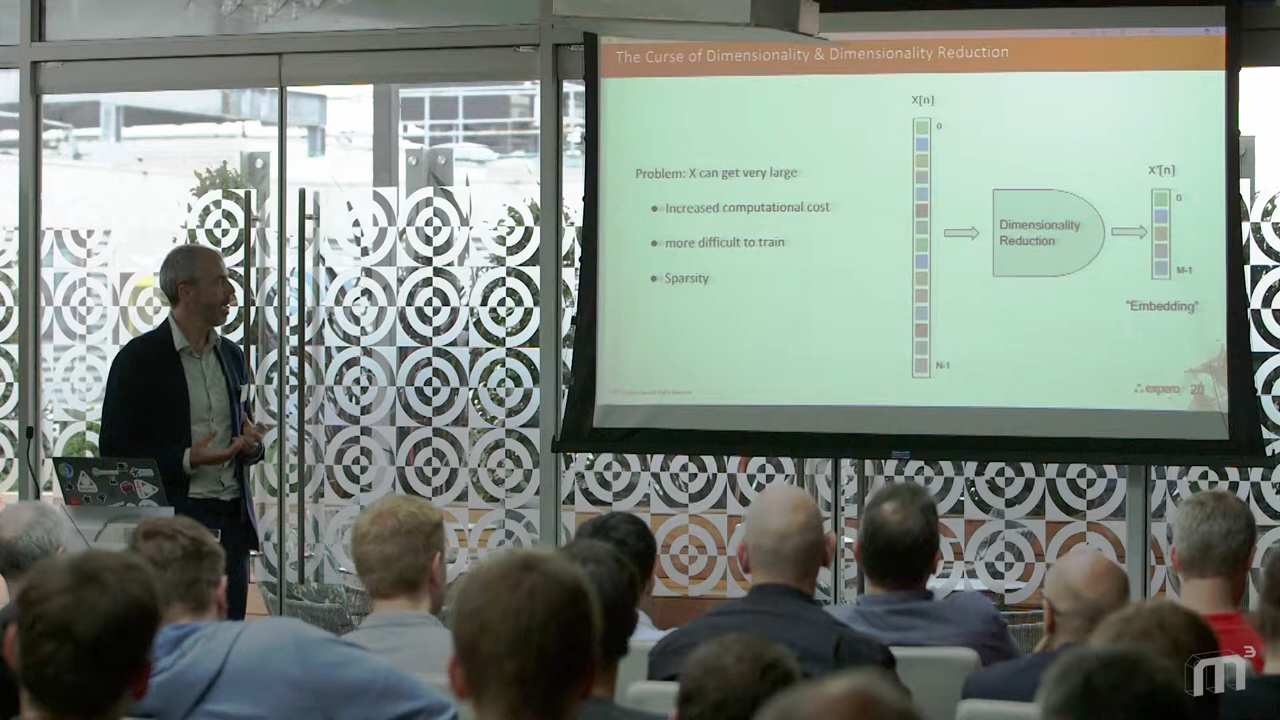 The Curse of Dimensionality & Dimensionality Reduction
X[n]
0
Problem: X can get very large
Increased computational cost
more difficult to train
Sparsity
Dimensionality
Reduction
X'[n]
0
M-1
"Embedding"
N-1
expero
20
m3